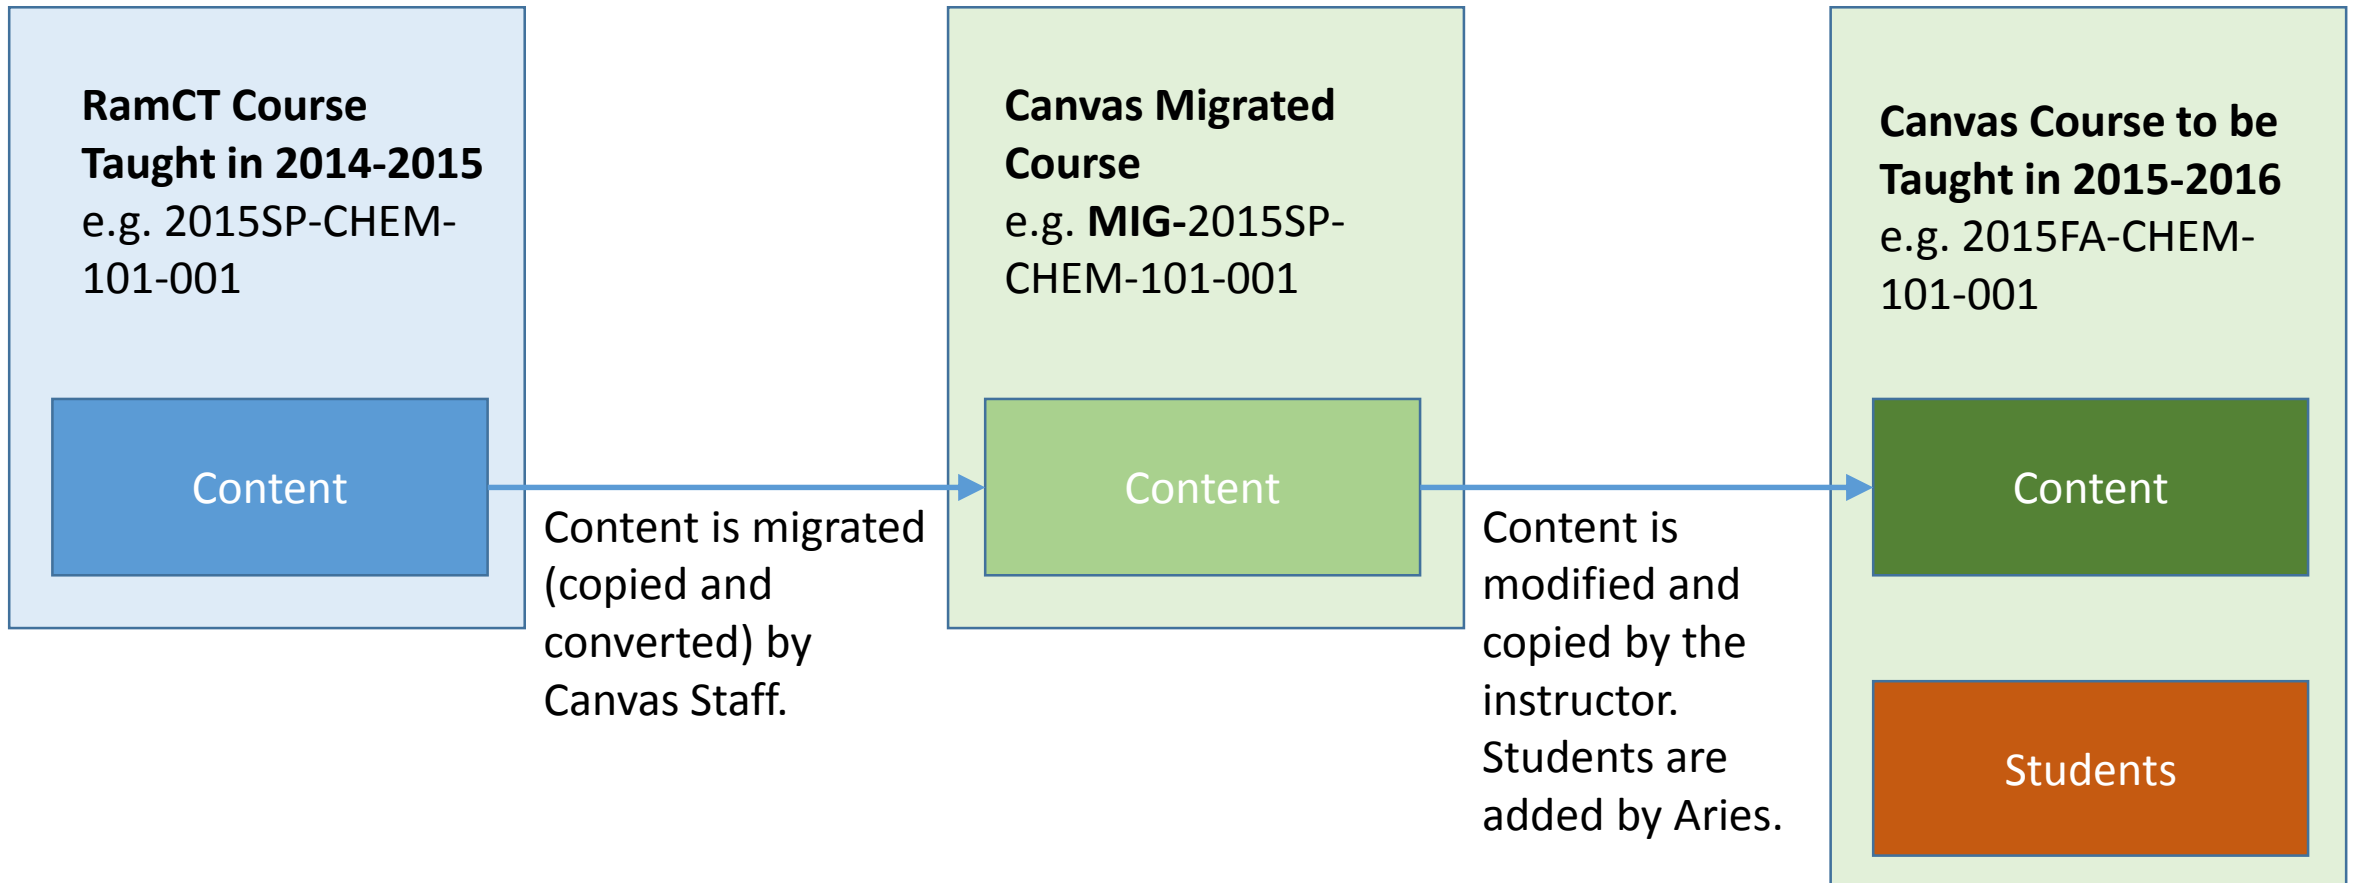 RamCT Course
Taught in 2014-2015
e.g. 2015SP-CHEM-
101-001
Content
Content is migrated
(copied and
converted) by
Canvas Staff.
Canvas Migrated
Course
e.g. MIG-2015SP-
CHEM-101-001
Content
Content is
modified and
copied by the
instructor.
Students are
added by Aries.
Canvas Course to be
Taught in 2015-2016
e.g. 2015FA-CHEM-
101-001
Content
Students